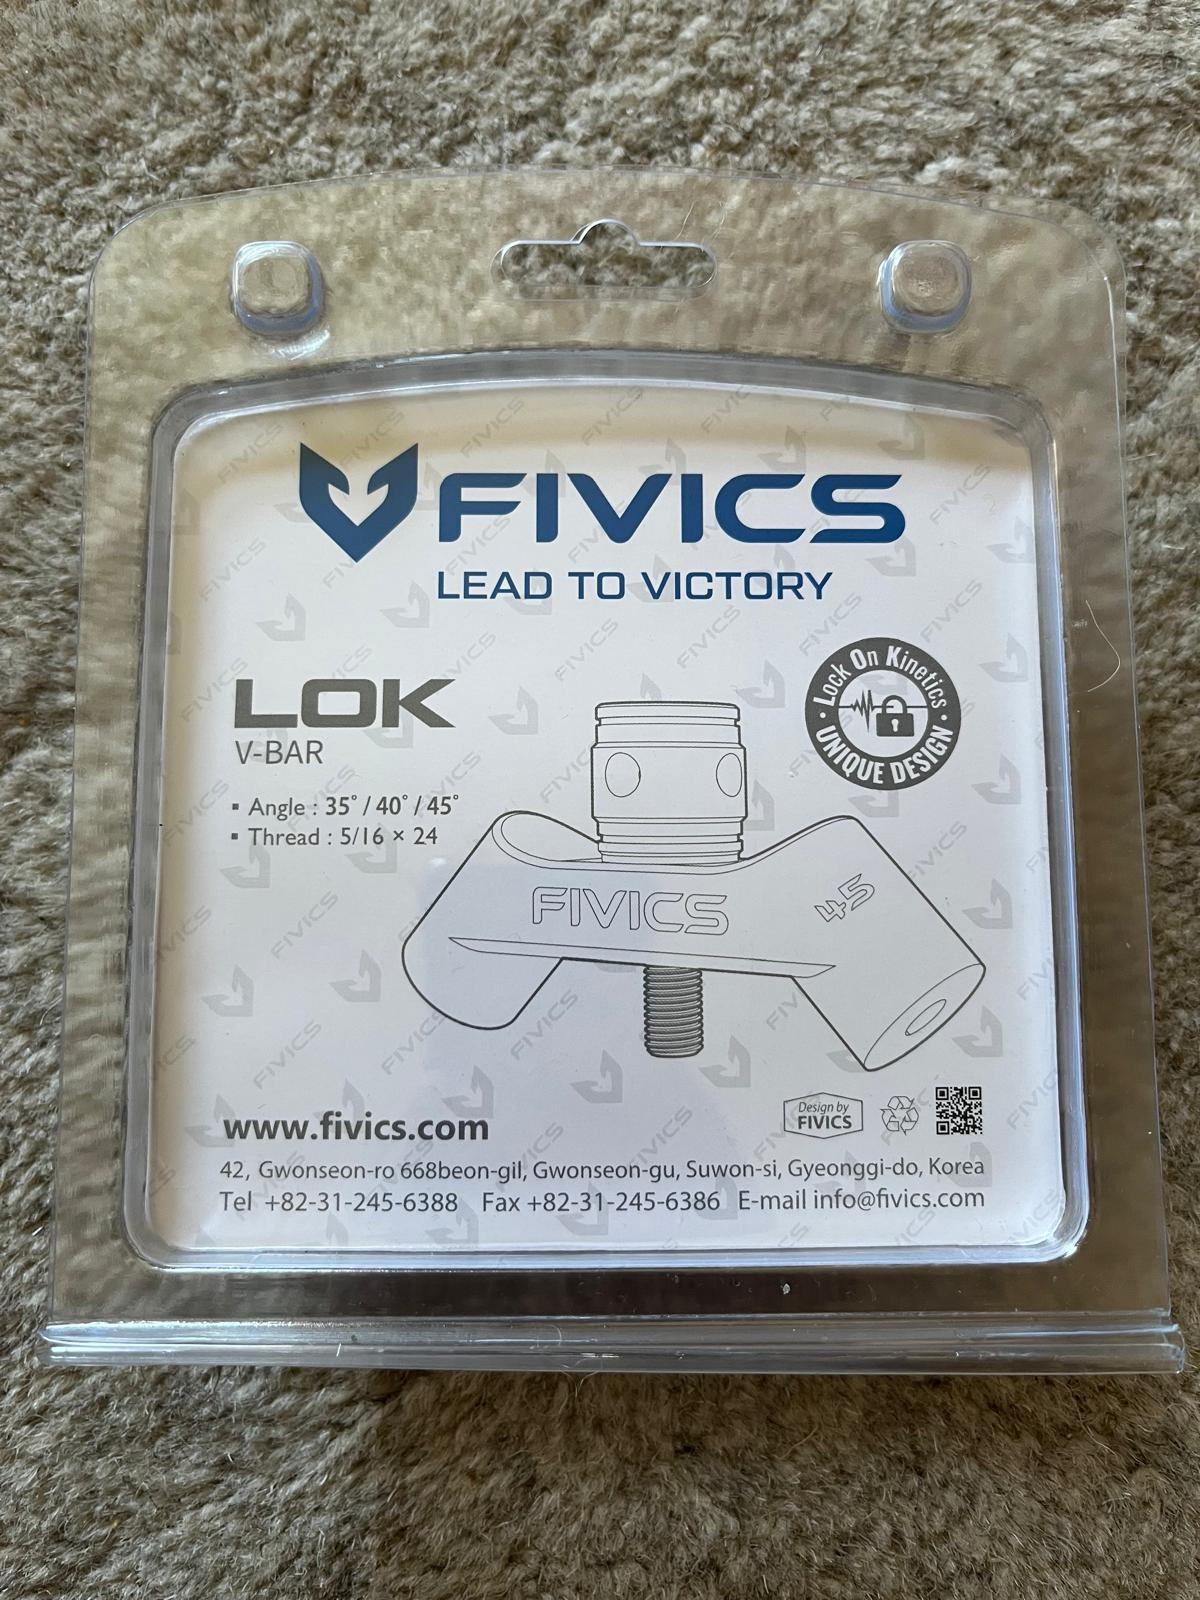 FIVICS
LEAD TO VICTORY
LOK
V-BAR
▪ Angle : 35° / 40° / 45°
▪ Thread : 5/16 × 24
Lock On Kinetics
• UNIQUE DESIGN •
FIVICS
45
www.fivics.com
Design by
FIVICS
42, Gwonseon-ro 668beon-gil, Gwonseon-gu, Suwon-si, Gyeonggi-do, Korea
Tel +82-31-245-6388 Fax +82-31-245-6386 E-mail info@fivics.com